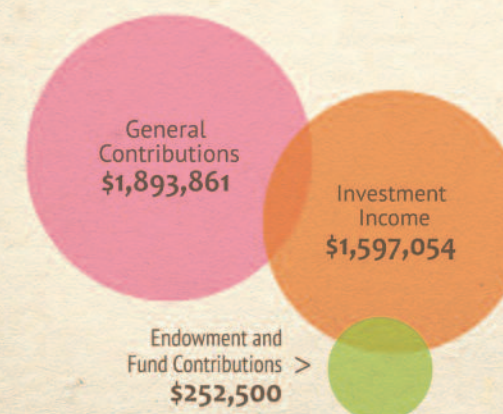 General
Contributions
$1,893,861
Investment
Income
$1,597,054
Endowment and
Fund Contributions >
$252,500